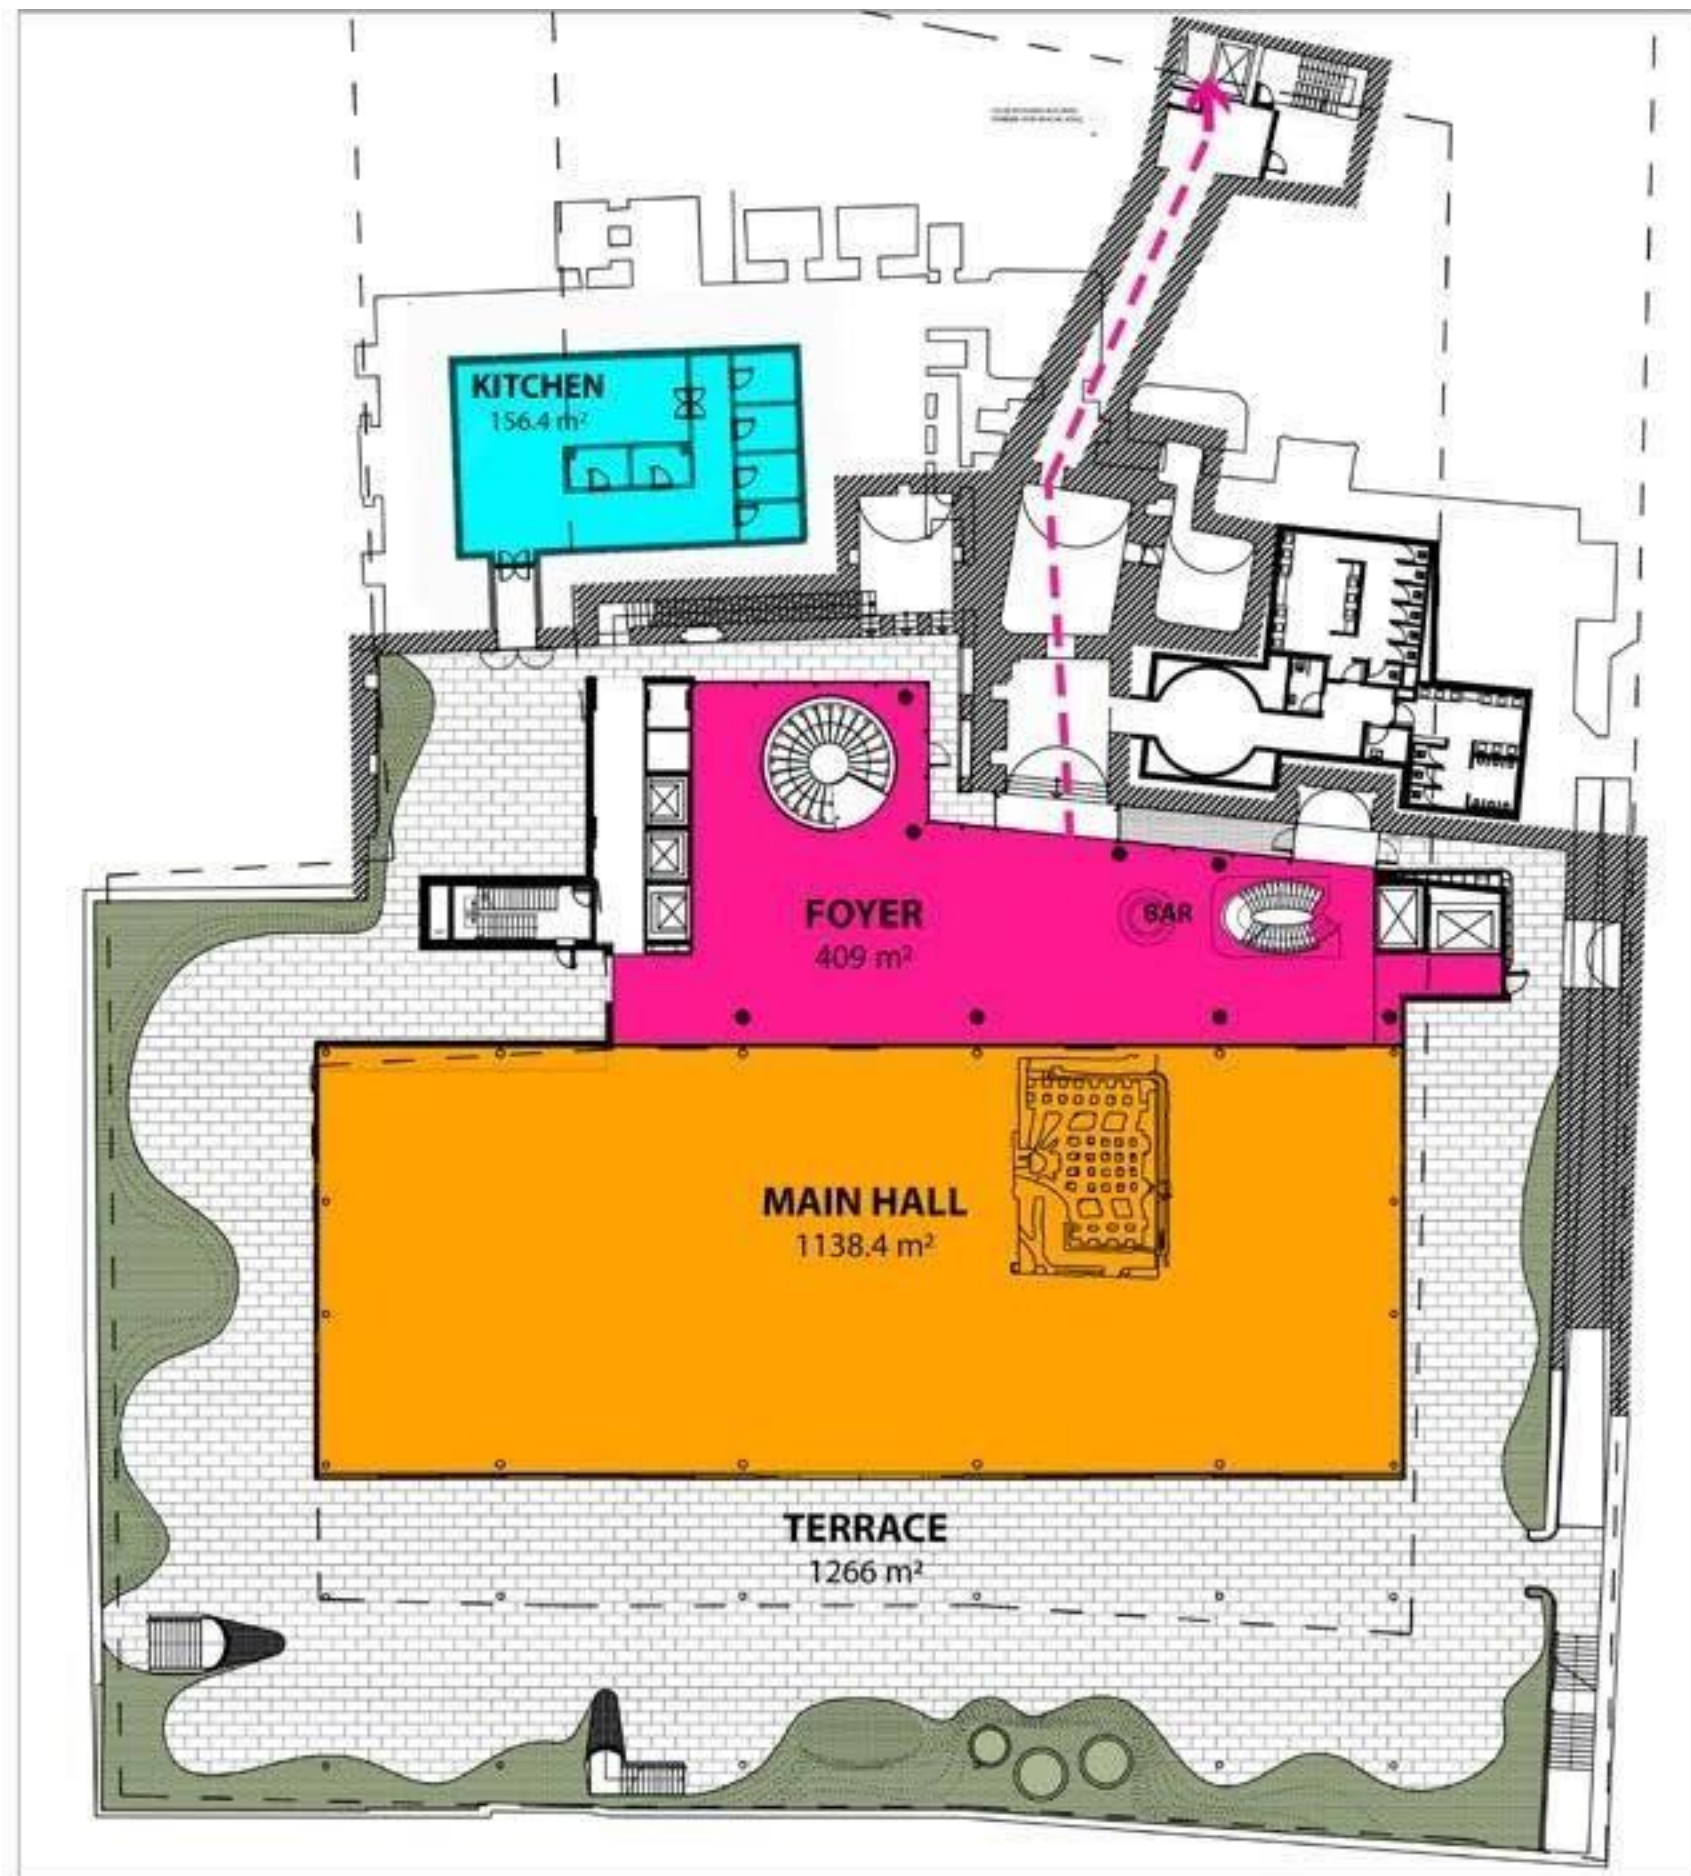 KITCHEN
156.4 m²
FOYER
409 m²
BAR
MAIN HALL
1138.4 m²
TERRACE
1266 m²